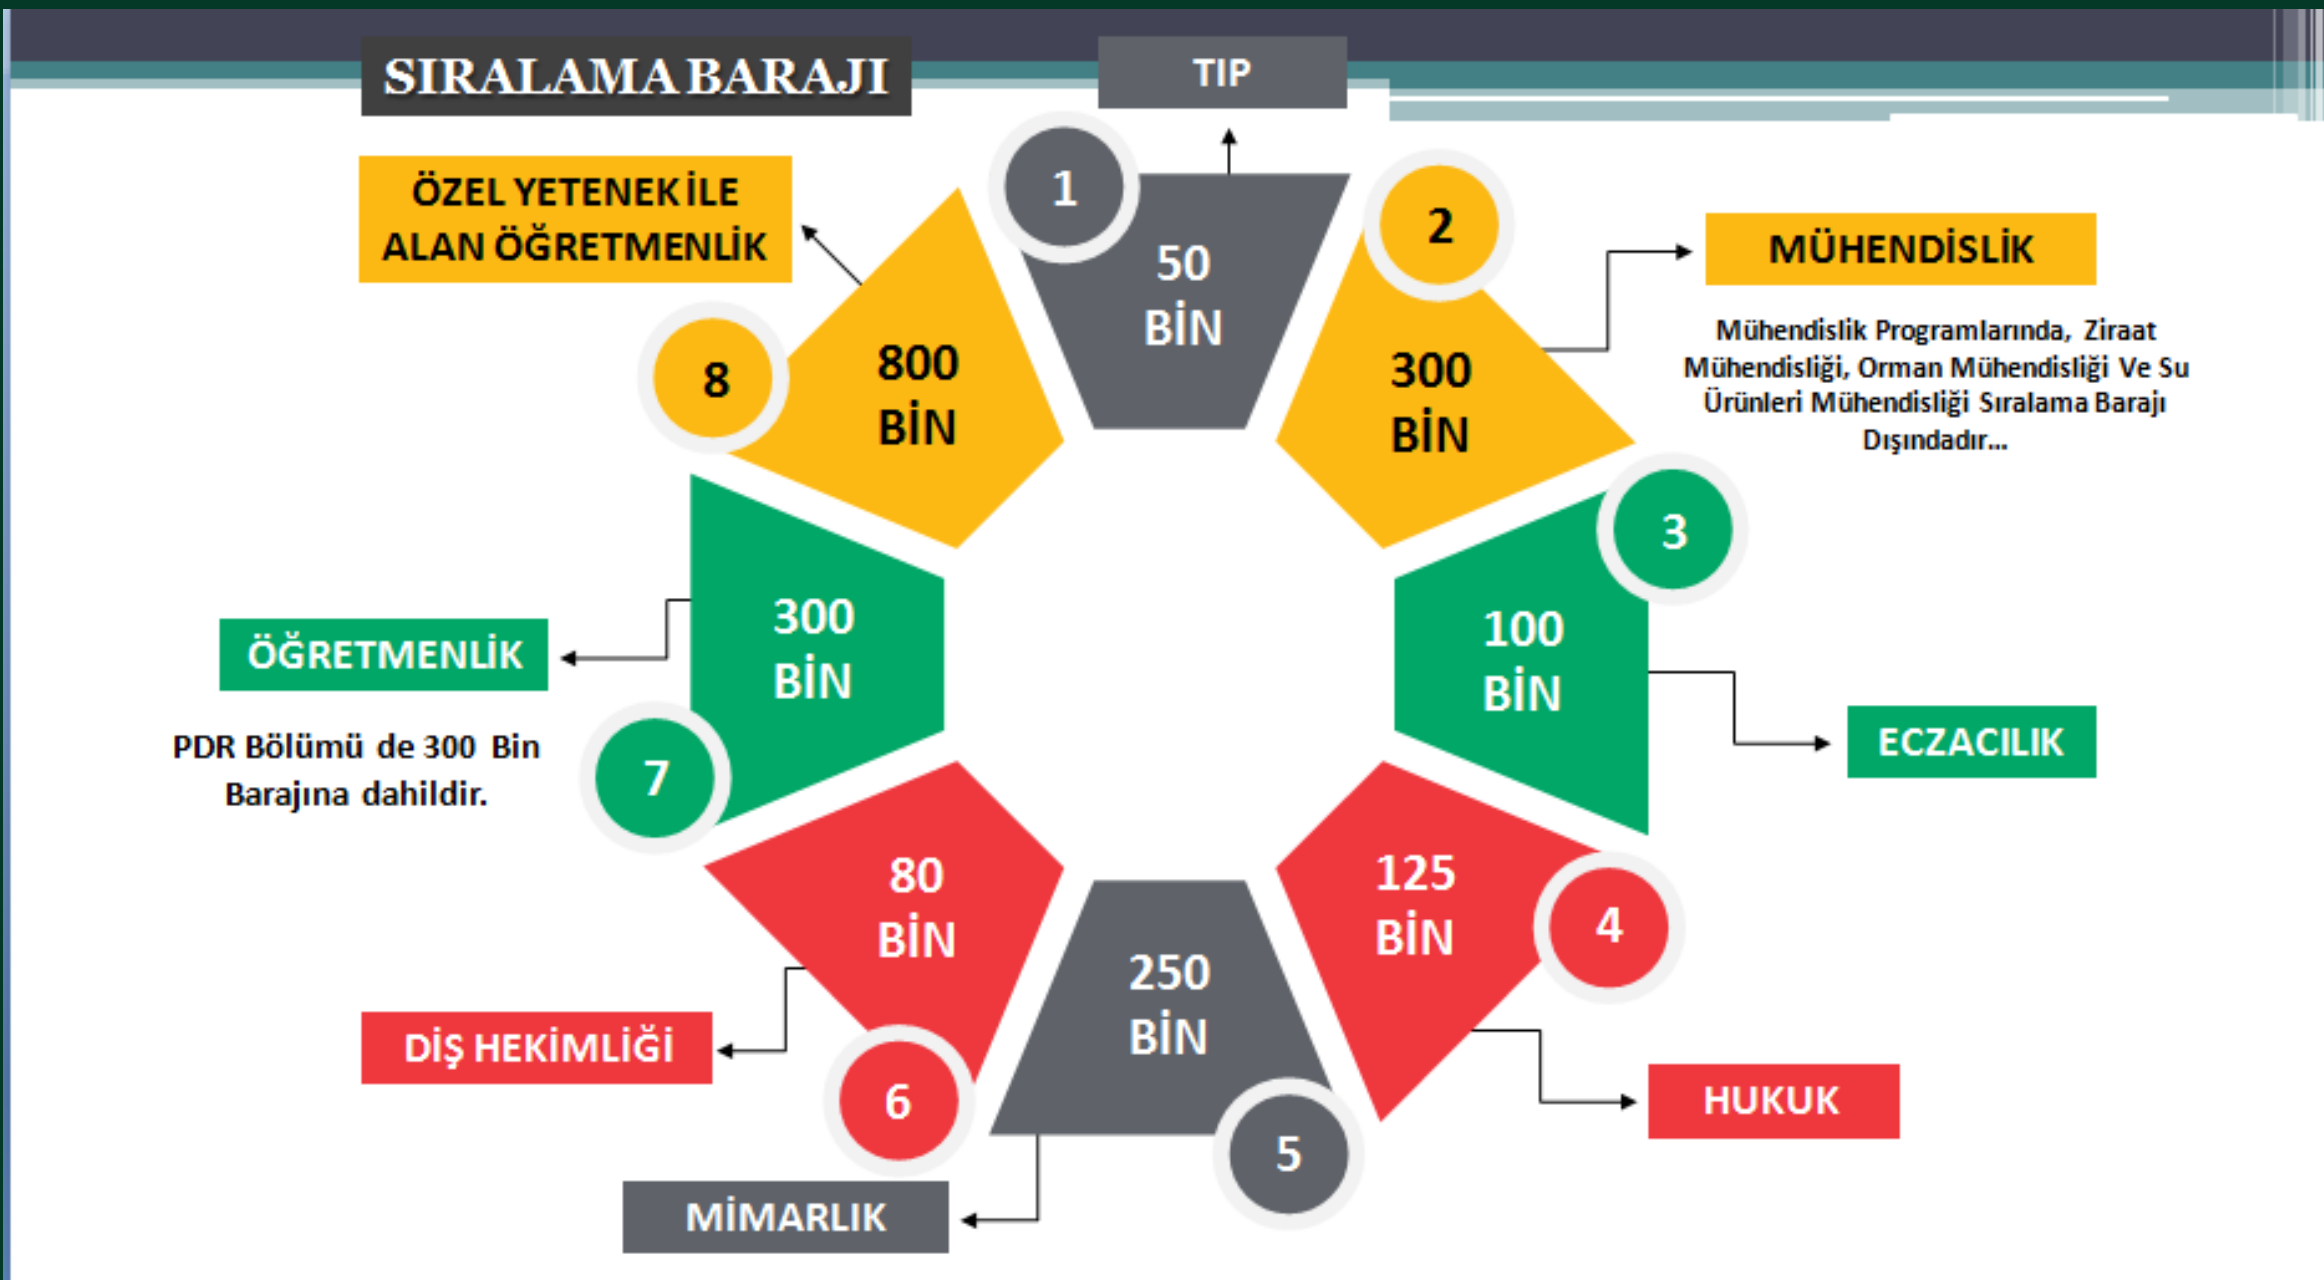 SIRALAMA BARAJI
TIP
1
50
BİN
2
300
BİN
MÜHENDİSLİK
Mühendislik Programlarında, Ziraat
Mühendisliği, Orman Mühendisliği Ve Su
Ürünleri Mühendisliği Sıralama Barajı
Dışındadır...
3
100
BİN
ECZACILIK
4
125
BİN
HUKUK
5
250
BİN
MİMARLIK
6
80
BİN
DİŞ HEKİMLİĞİ
7
300
BİN
ÖĞRETMENLİK
PDR Bölümü de 300 Bin
Barajına dahildir.
8
800
BİN
ÖZEL YETENEK İLE
ALAN ÖĞRETMENLİK